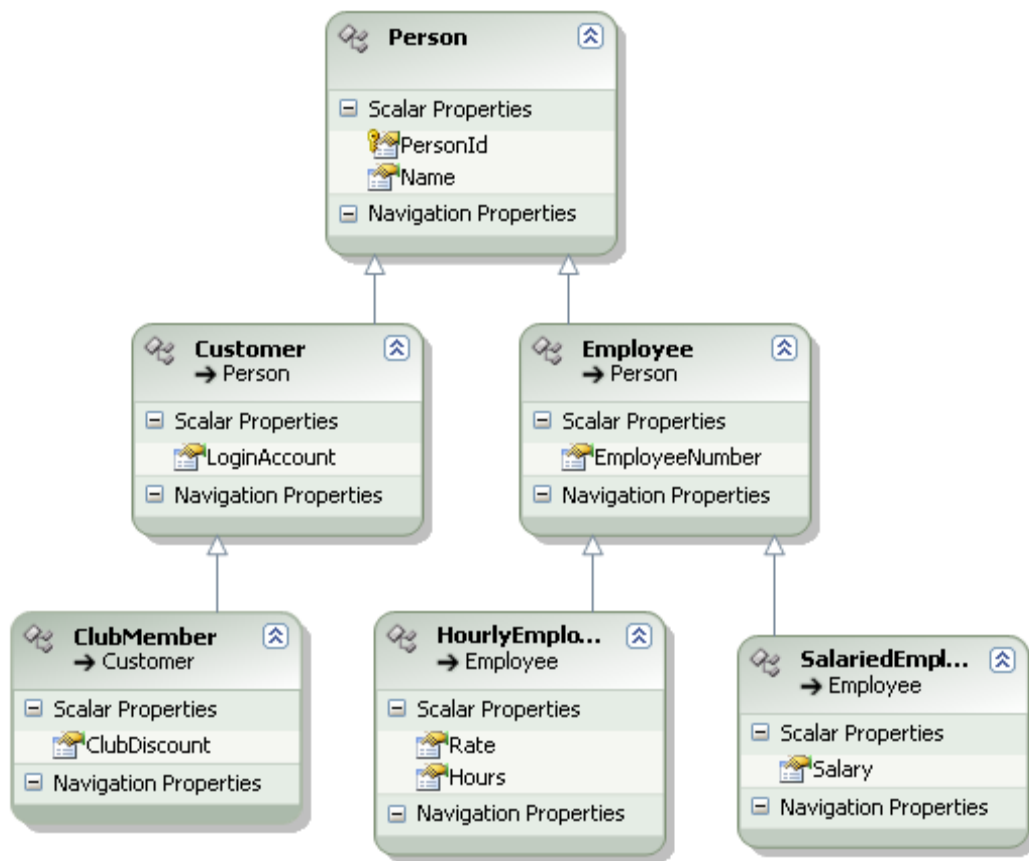 Person
Scalar Properties
PersonId
Name
Navigation Properties
Customer
→ Person
Scalar Properties
LoginAccount
Navigation Properties
Employee
→ Person
Scalar Properties
EmployeeNumber
Navigation Properties
ClubMember
→ Customer
Scalar Properties
ClubDiscount
Navigation Properties
HourlyEmplo...
→ Employee
Scalar Properties
Rate
Hours
Navigation Properties
SalariedEmpl...
→ Employee
Scalar Properties
Salary
Navigation Properties